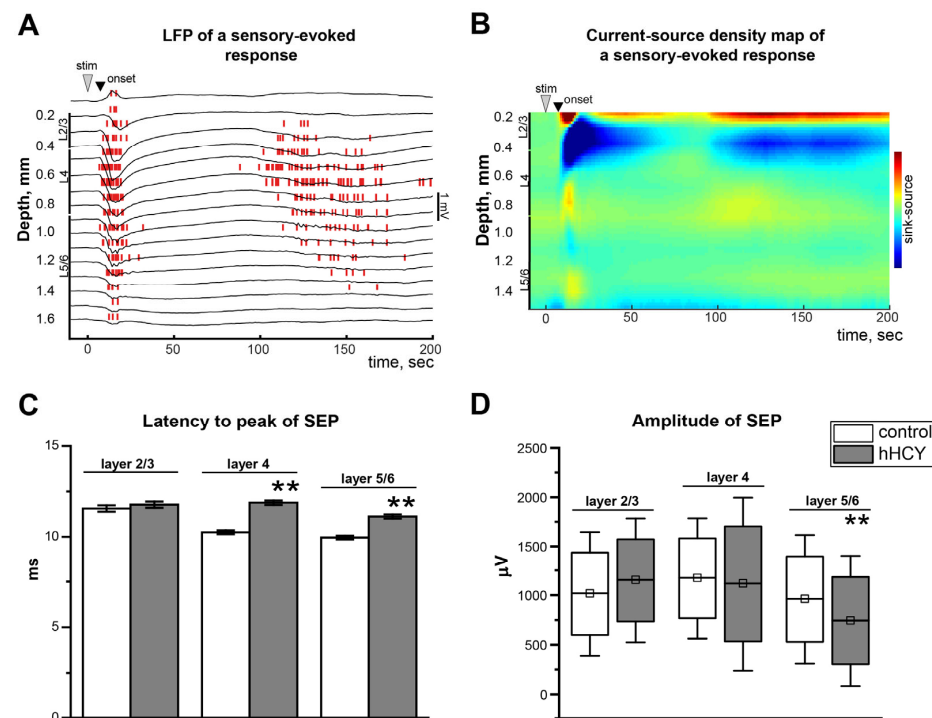 A
LFP of a sensory-evoked
response
stim
onset
Depth, mm
0.2
0.4
0.6
0.8
1.0
1.2
1.4
1.6
L2/3
L4
L5/6
1 mV
0
50
100
150
200
time, sec
B
Current-source density map of
a sensory-evoked response
stim
onset
Depth, mm
0.2
0.4
0.6
0.8
1.0
1.2
1.4
L2/3
L4
L5/6
sink-source
0
50
100
150
200
time, sec
C
Latency to peak of SEP
15
10
5
0
ms
layer 2/3
layer 4
**
layer 5/6
**
D
Amplitude of SEP
control
hHCY
2500
2000
1500
1000
500
0
µV
layer 2/3
layer 4
layer 5/6
**